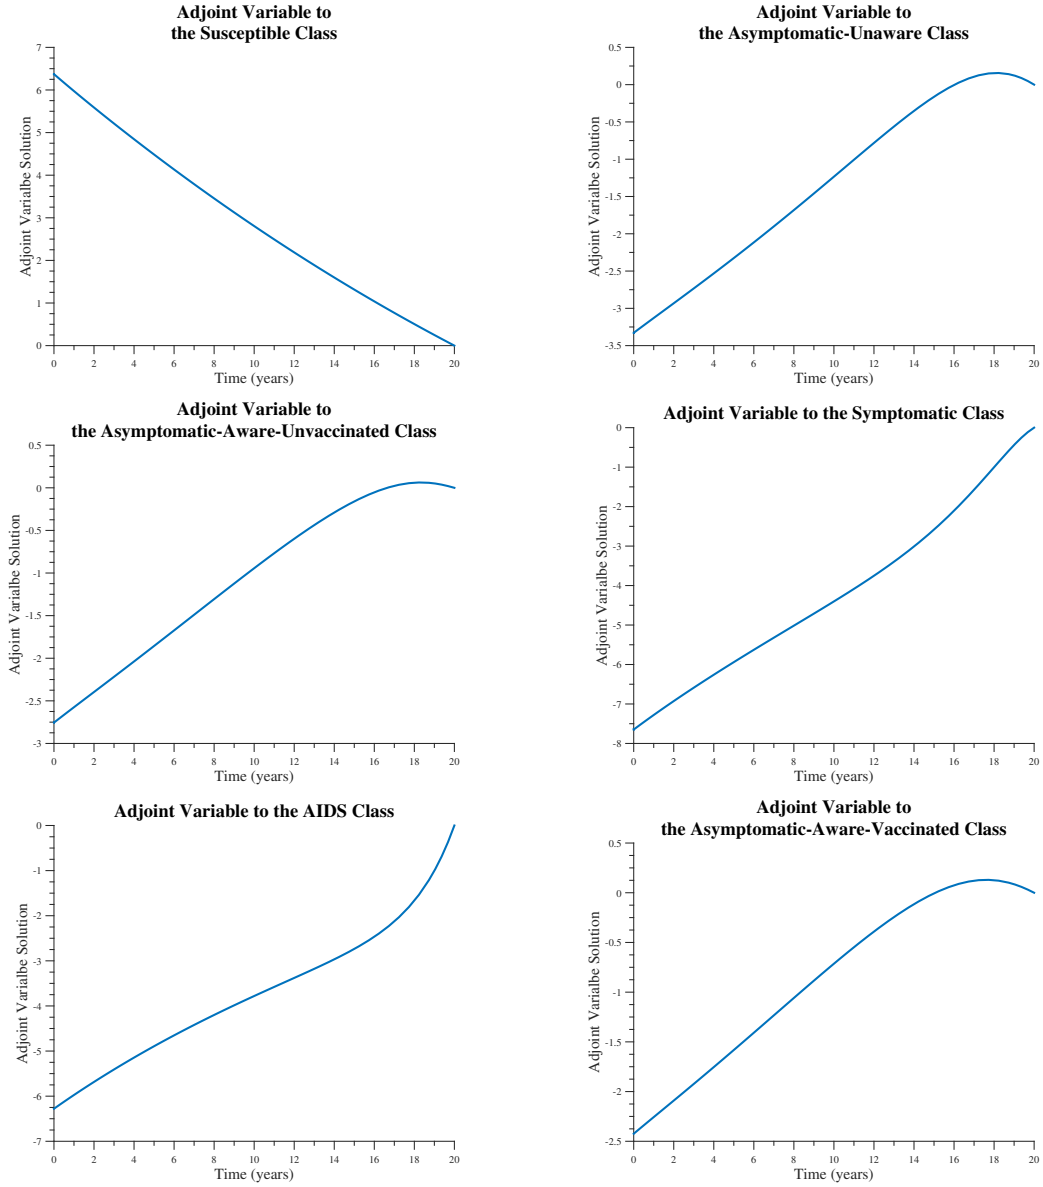 Adjoint Variable to
the Susceptible Class
7
6
5
4
3
2
1
0
Adjoint Varialbe Solution
0 2 4 6 8 10 12 14 16 18 20
Time (years)
Adjoint Variable to
the Asymptomatic-Unaware Class
0.5
0
-0.5
-1
-1.5
-2
-2.5
-3
-3.5
Adjoint Varialbe Solution
0 2 4 6 8 10 12 14 16 18 20
Time (years)
Adjoint Variable to
the Asymptomatic-Aware-Unvaccinated Class
0.5
0
-0.5
-1
-1.5
-2
-2.5
-3
Adjoint Varialbe Solution
0 2 4 6 8 10 12 14 16 18 20
Time (years)
Adjoint Variable to the Symptomatic Class
0
-1
-2
-3
-4
-5
-6
-7
-8
Adjoint Varialbe Solution
0 2 4 6 8 10 12 14 16 18 20
Time (years)
Adjoint Variable to the AIDS Class
0
-1
-2
-3
-4
-5
-6
-7
Adjoint Varialbe Solution
0 2 4 6 8 10 12 14 16 18 20
Time (years)
Adjoint Variable to
the Asymptomatic-Aware-Vaccinated Class
0.5
0
-0.5
-1
-1.5
-2
-2.5
Adjoint Varialbe Solution
0 2 4 6 8 10 12 14 16 18 20
Time (years)